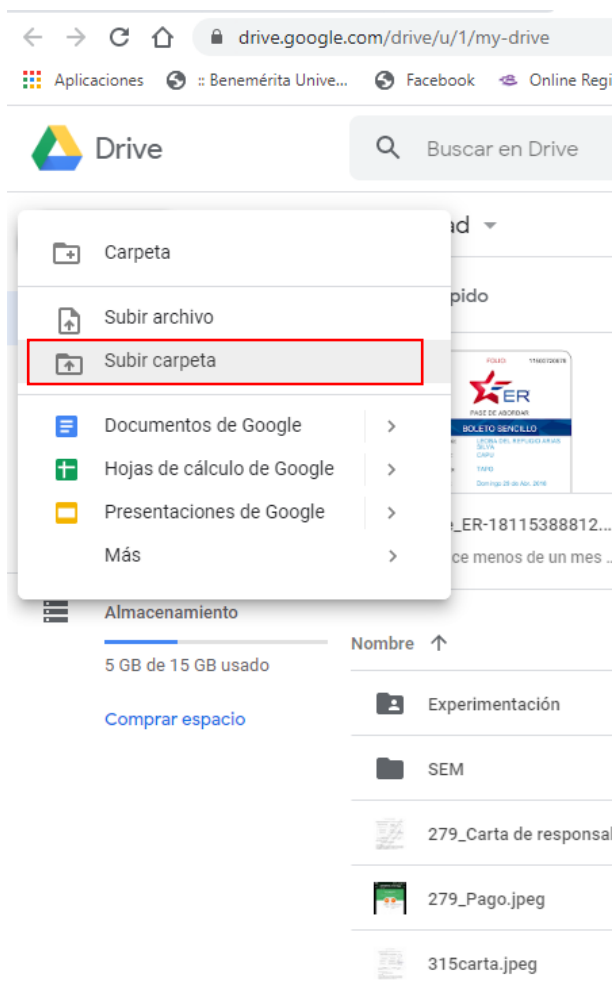 drive.google.com/drive/u/1/my-drive
Aplicaciones
:: Benemérita Unive...
Facebook
Online Regi
Drive
Buscar en Drive
ad
Carpeta
pido
Subir archivo
Subir carpeta
FOLIO:
ER
PASE DE ABORDAR
BOLETO SENCILLO
Documentos de Google
Hojas de cálculo de Google
CAPU
Presentaciones de Google
_ER-18115388812...
Más
ce menos de un mes ..
Almacenamiento
Nombre
5 GB de 15 GB usado
Experimentación
Comprar espacio
SEM
279_Carta de responsal
279_Pago.jpeg
315carta.jpeg